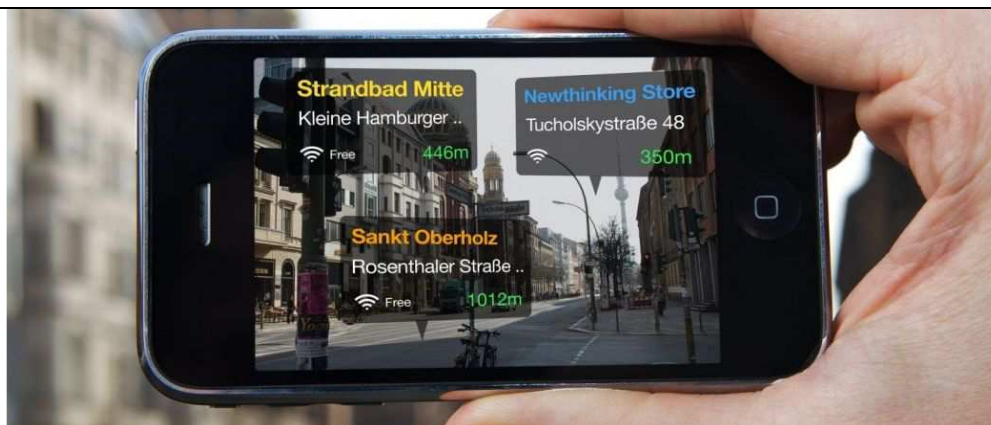 Strandbad Mitte
Kleine Hamburger ..
Free
446m
Newthinking Store
Tucholskystraße 48
350m
Sankt Oberholz
Rosenthaler Straße ..
Free
1012m